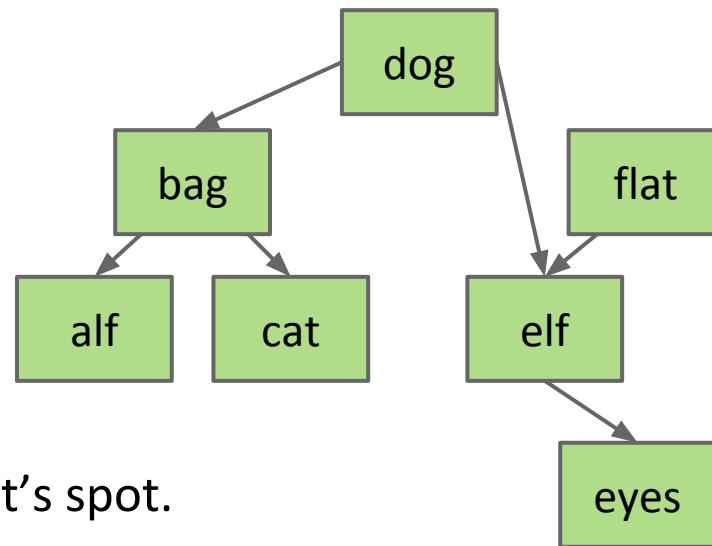 dog
bag
flat
alf
cat
elf
t’s spot.
eyes